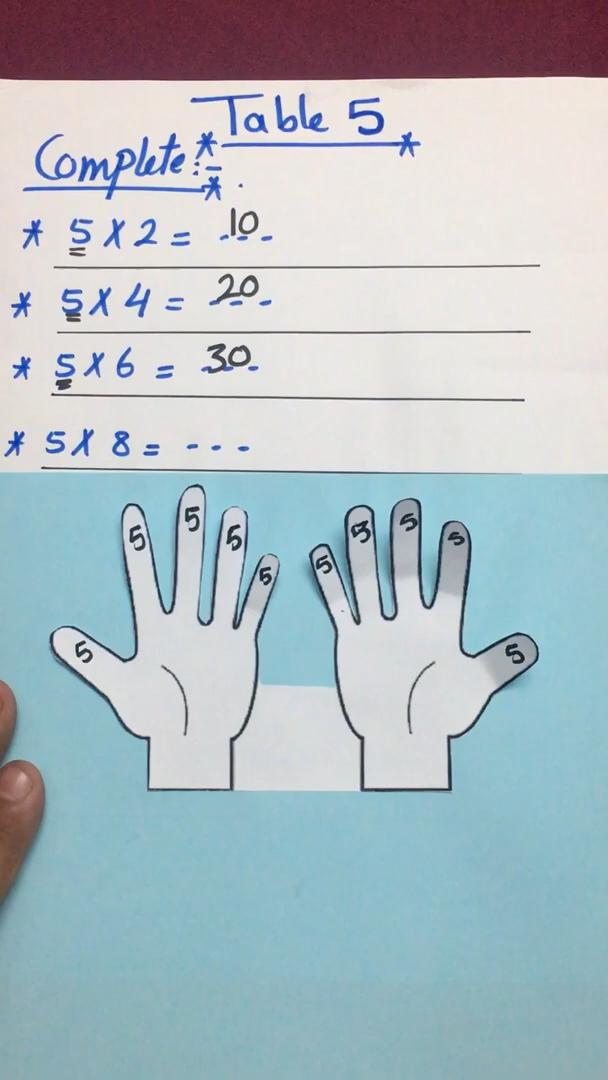 Table 5
Complete:-
* 5 X 2 = 10
* 5 X 4 = 20
* 5 X 6 = 30
* 5 X 8 = ---
5 5 5 5 5
5 5 5 5 5